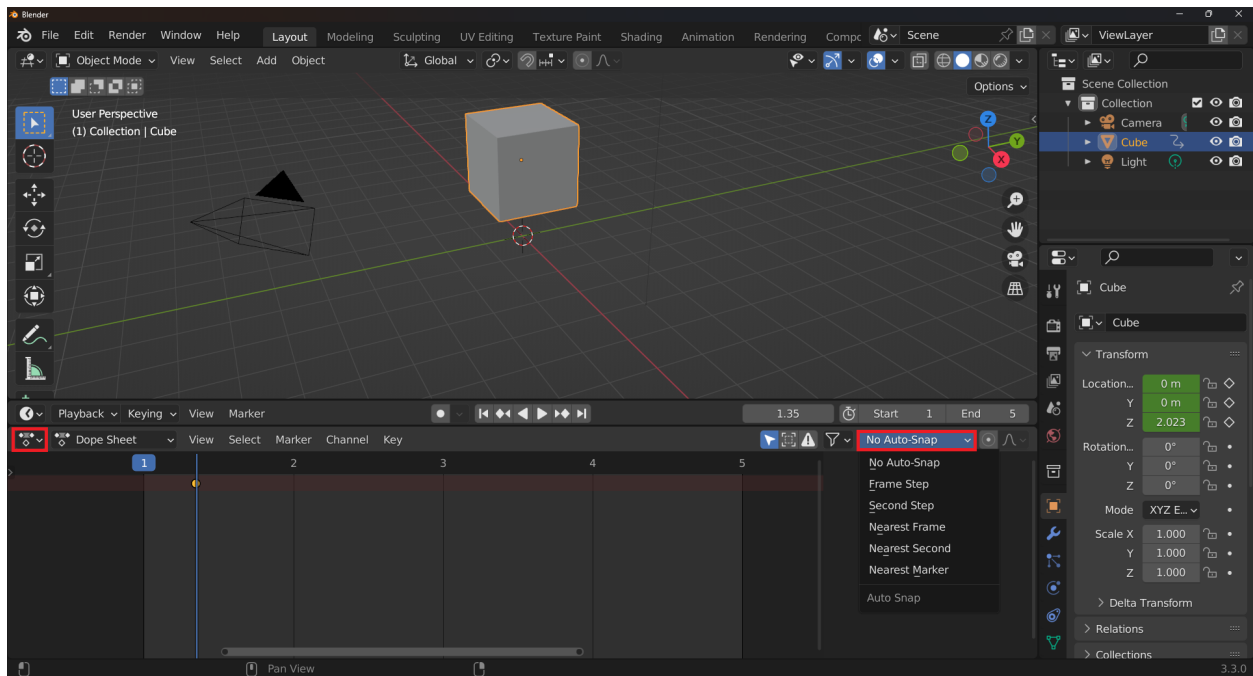 Blender
File Edit Render Window Help Layout Modeling Sculpting UV Editing Texture Paint Shading Animation Rendering Compc Scene ViewLayer
Object Mode View Select Add Object Global
Options
User Perspective
(1) Collection | Cube
Z
Y
X
Scene Collection
Collection
Camera
Cube
Light
Cube
Cube
Transform
Location... 0 m
Y 0 m
Z 2.023
Rotation... 0°
Y 0°
Z 0°
Mode XYZ E...
Scale X 1.000
Y 1.000
Z 1.000
Delta Transform
Relations
Collections
Playback Keying View Marker 1.35 Start 1 End 5
Dope Sheet View Select Marker Channel Key No Auto-Snap
1 2 3 4 5
No Auto-Snap
Frame Step
Second Step
Nearest Frame
Nearest Second
Nearest Marker
Auto Snap
Pan View
3.3.0